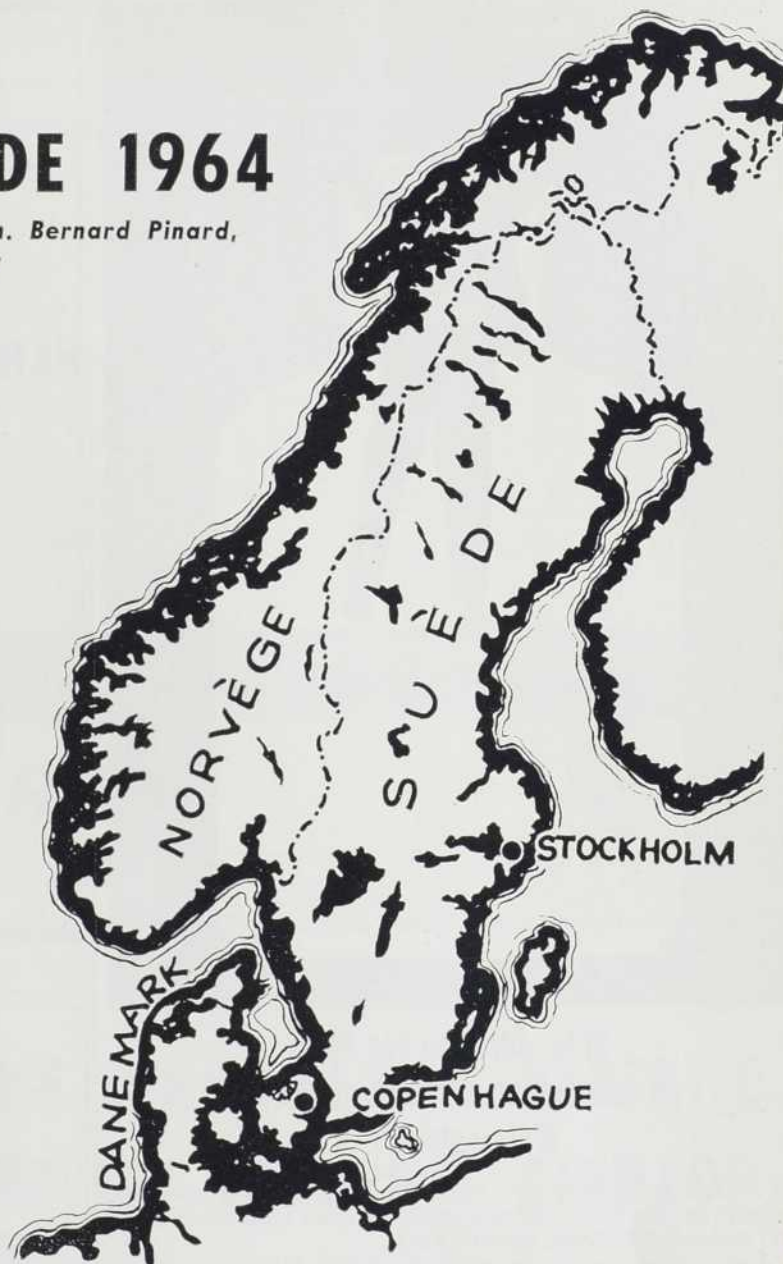 DE 1964
n. Bernard Pinard,
NORVÈGE
SUÈDE
STOCKHOLM
DANEMARK
COPENHAGUE